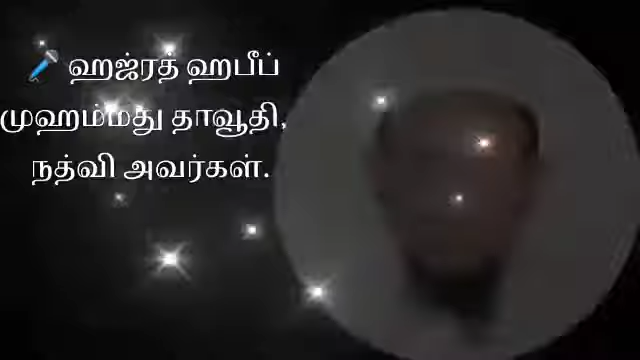 🎤 ஹஜ்ரத் ஹபீப்
முஹம்மது தாவூதி,
நத்வி அவர்கள்.